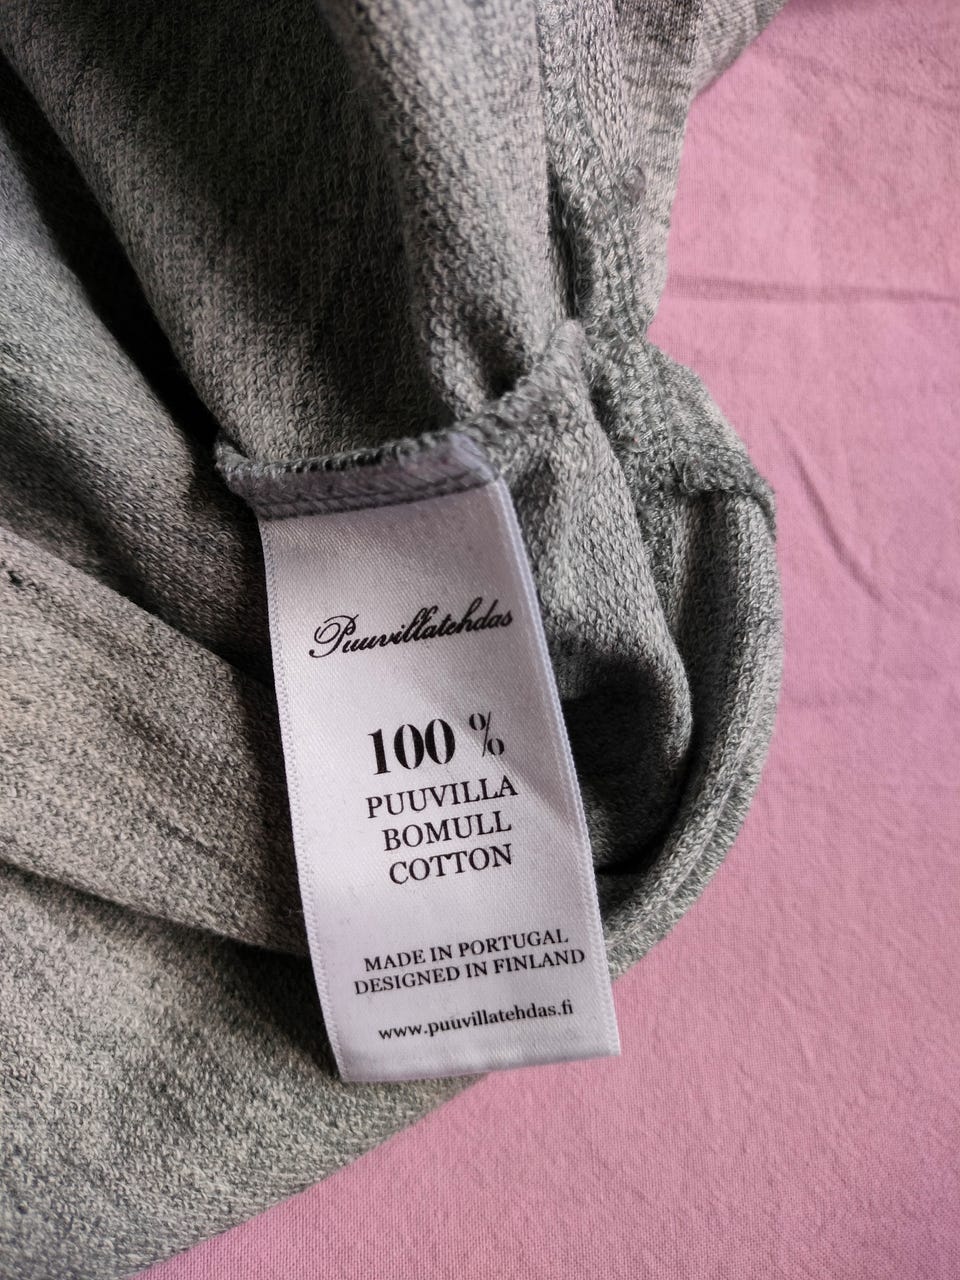 Puuvillatehdas
100 %
PUUVILLA
BOMULL
COTTON
MADE IN PORTUGAL
DESIGNED IN FINLAND
www.puuvillatehdas.fi